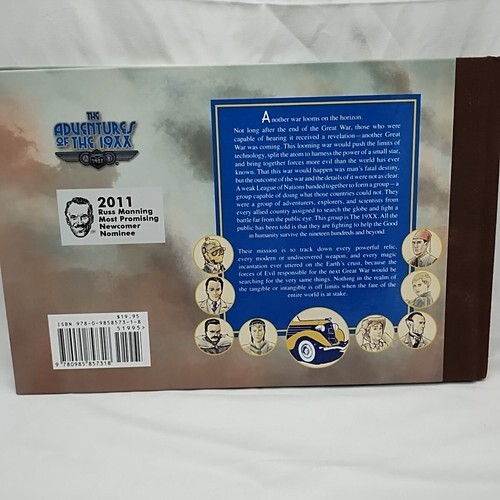 THE
ADVENTURES
OF THE 19XX
2011
Russ Manning
Most Promising
Newcomer
Nominee
Another war looms on the horizon.
Not long after the end of the Great War, those who were
capable of hearing it received a revelation—another Great
War was coming. This looming war would push the limits of
technology, split the atom to harness the power of a small star,
and bring together forces more evil than the world has ever
known. That this war would happen was man's fatal destiny,
but the outcome of the war and the details of it were not as clear.
A weak League of Nations banded together to form a group—a
group capable of doing what those countries could not. They
were a group of adventurers, explorers, and scientists from
every allied country assigned to search the globe and fight a
battle far from the public eye. This group is The 19XX. All the
public has been told is that they are fighting to help the Good
in humanity survive the nineteen hundreds and beyond.
Their mission is to track down every powerful relic,
every modern or undiscovered weapon, and every magic
incantation ever uttered on the Earth's crust, because the
forces of Evil responsible for the next Great War would be
searching for the very same things. Nothing in the realm of
the tangible or intangible is off limits when the fate of the
entire world is at stake.
$19.95
ISBN 978-0-9858573-1-8
51995>
9 780985 857318